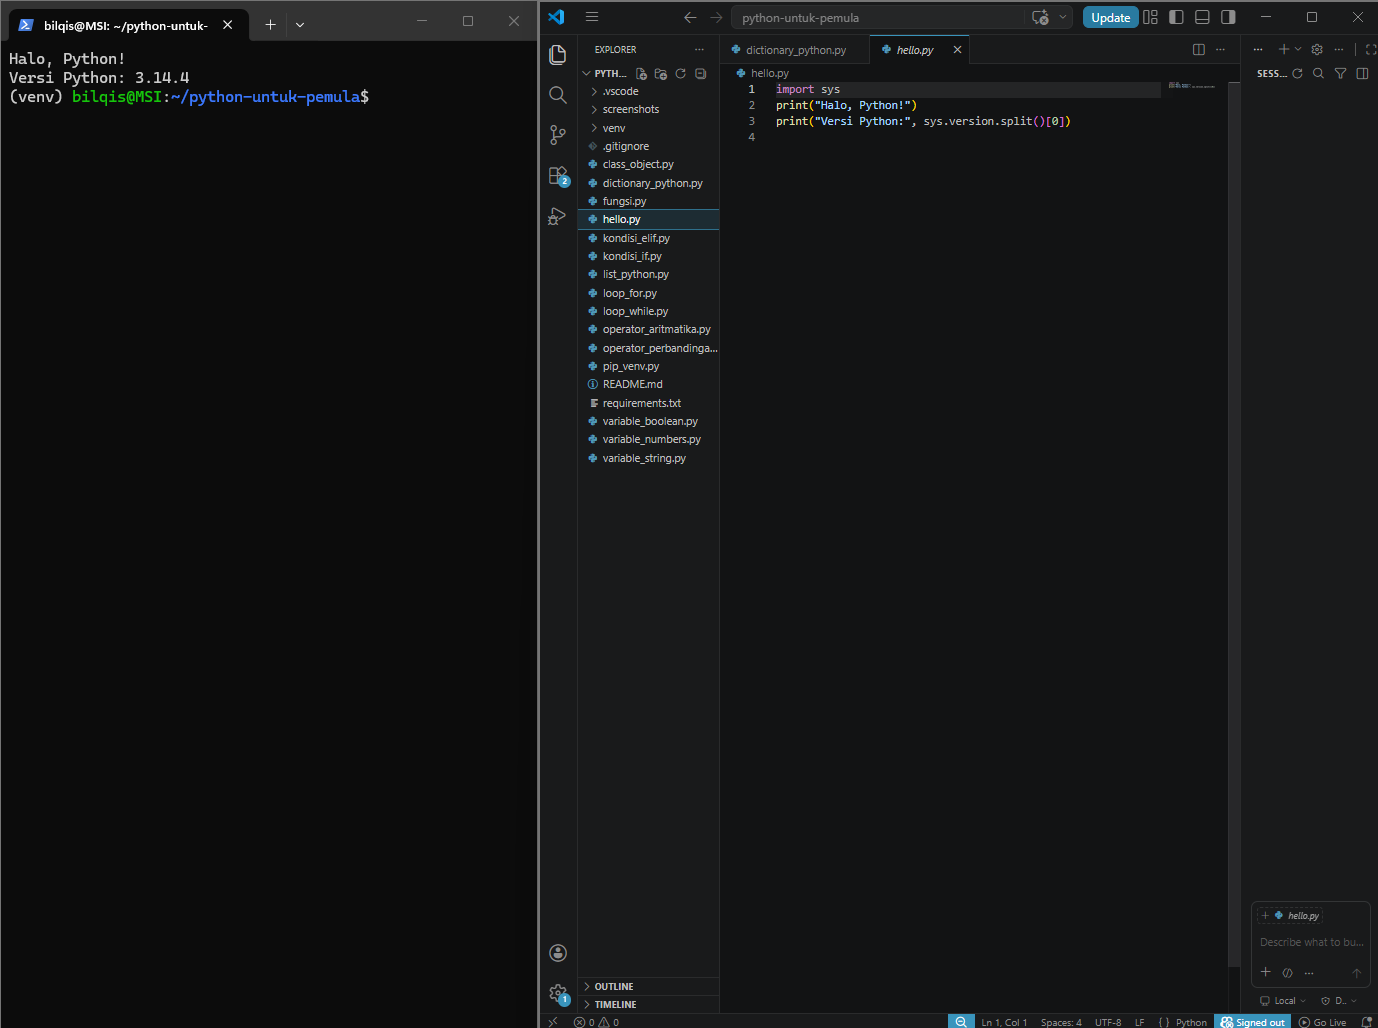 bilqis@MSI: ~/python-untuk-
Halo, Python!
Versi Python: 3.14.4
(venv) bilqis@MSI:~/python-untuk-pemula$
python-untuk-pemula
Update
EXPLORER
PYTH...
.vscode
screenshots
venv
.gitignore
class_object.py
dictionary_python.py
fungsi.py
hello.py
kondisi_elif.py
kondisi_if.py
list_python.py
loop_for.py
loop_while.py
operator_aritmatika.py
operator_perbandinga...
pip_venv.py
README.md
requirements.txt
variable_boolean.py
variable_numbers.py
variable_string.py
OUTLINE
TIMELINE
2
1
dictionary_python.py
hello.py
hello.py
1 import sys
2 print("Halo, Python!")
3 print("Versi Python:", sys.version.split()[0])
4
SESS...
hello.py
Describe what to bu...
Local
D..
0 0
Ln 1, Col 1
Spaces: 4
UTF-8
LF
{ } Python
Signed out
Go Live